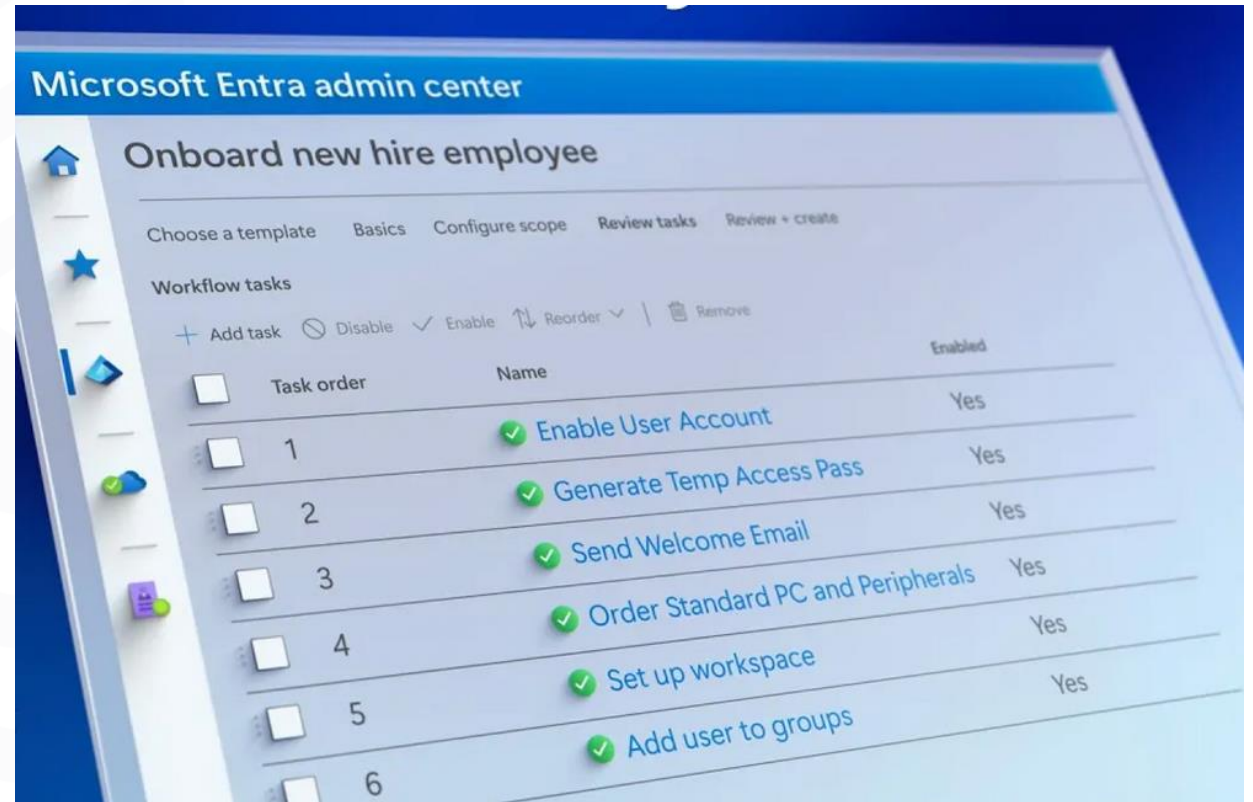 Microsoft Entra admin center
Onboard new hire employee
Choose a template Basics Configure scope Review tasks Review + create
Workflow tasks
Add task Disable Enable Reorder Remove
Task order Name Enabled
1 Enable User Account Yes
2 Generate Temp Access Pass Yes
3 Send Welcome Email Yes
4 Order Standard PC and Peripherals Yes
5 Set up workspace Yes
6 Add user to groups Yes